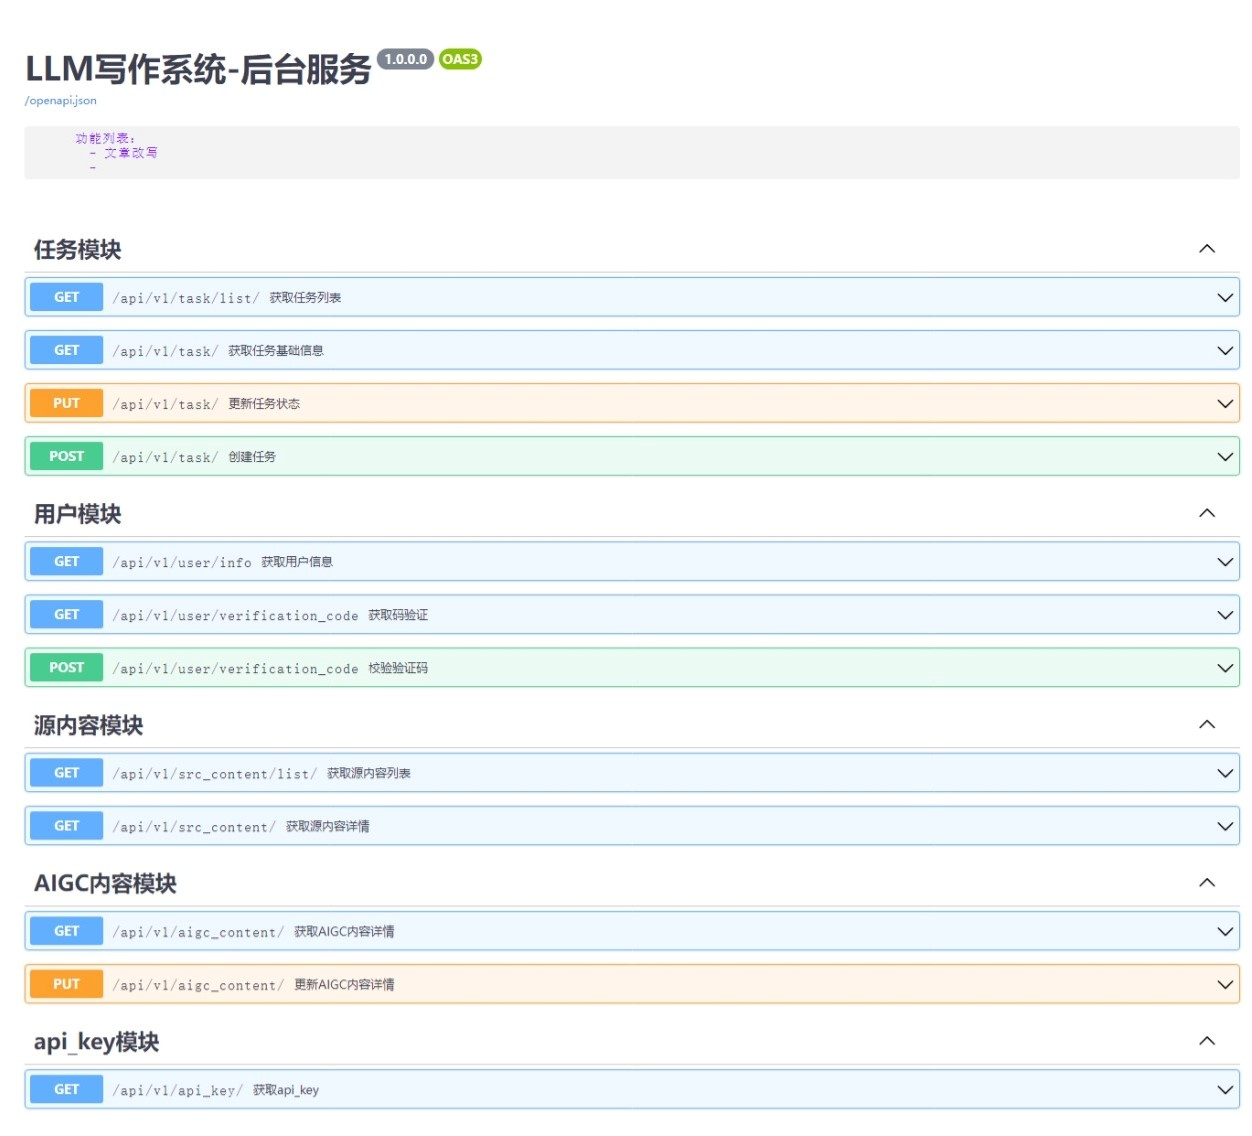 LLM写作系统-后台服务 1.0.0.0 OAS3
/openapi.json
功能列表:
- 文章改写
-
任务模块
GET /api/v1/task/list/ 获取任务列表
GET /api/v1/task/ 获取任务基础信息
PUT /api/v1/task/ 更新任务状态
POST /api/v1/task/ 创建任务
用户模块
GET /api/v1/user/info 获取用户信息
GET /api/v1/user/verification_code 获取码验证
POST /api/v1/user/verification_code 校验验证码
源内容模块
GET /api/v1/src_content/list/ 获取源内容列表
GET /api/v1/src_content/ 获取源内容详情
AIGC内容模块
GET /api/v1/aigc_content/ 获取AIGC内容详情
PUT /api/v1/aigc_content/ 更新AIGC内容详情
api_key模块
GET /api/v1/api_key/ 获取api_key